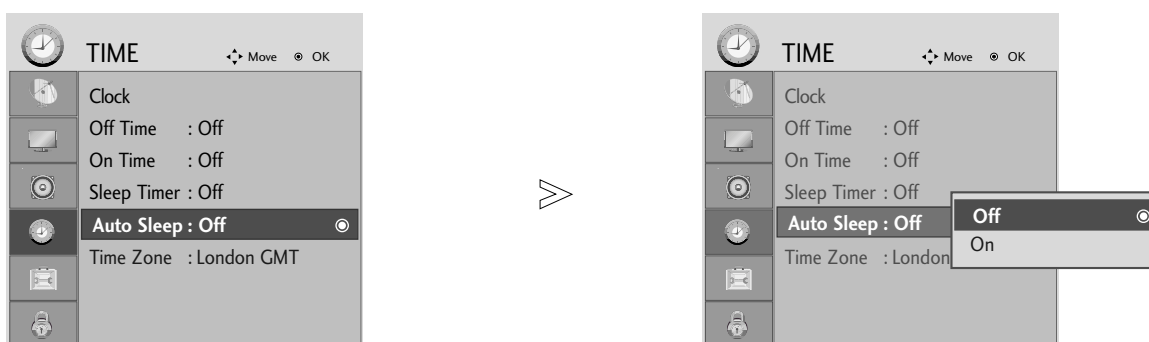 TIME Move OK
Clock
Off Time : Off
On Time : Off
Sleep Timer : Off
Auto Sleep : Off
Time Zone : London GMT
TIME Move OK
Clock
Off Time : Off
On Time : Off
Sleep Timer : Off
Auto Sleep : Off
Time Zone : London
Off
On